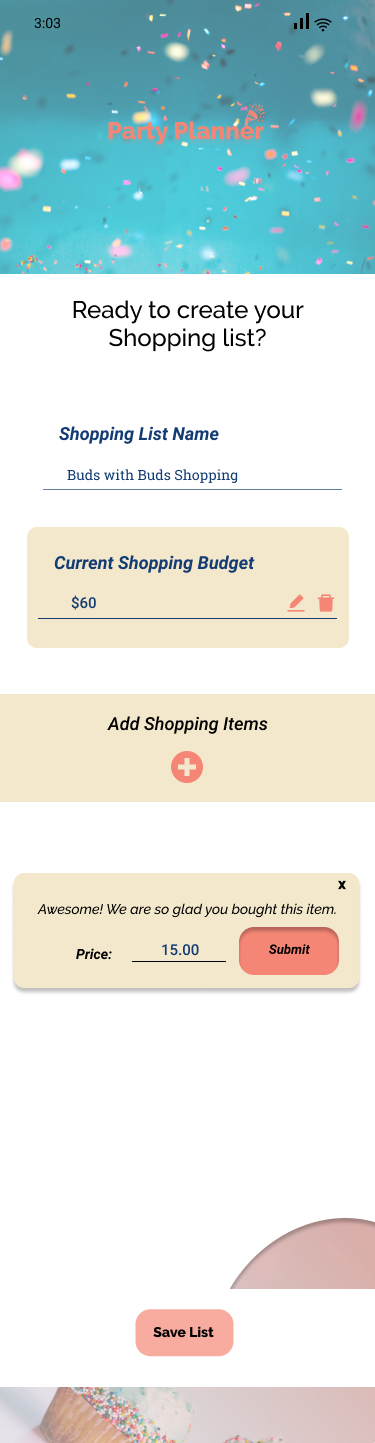 3:03
Party Planner
Ready to create your
Shopping list?
Shopping List Name
Buds with Buds Shopping
Current Shopping Budget
$60
Add Shopping Items
x
Awesome! We are so glad you bought this item.
Price: 15.00 Submit
Save List